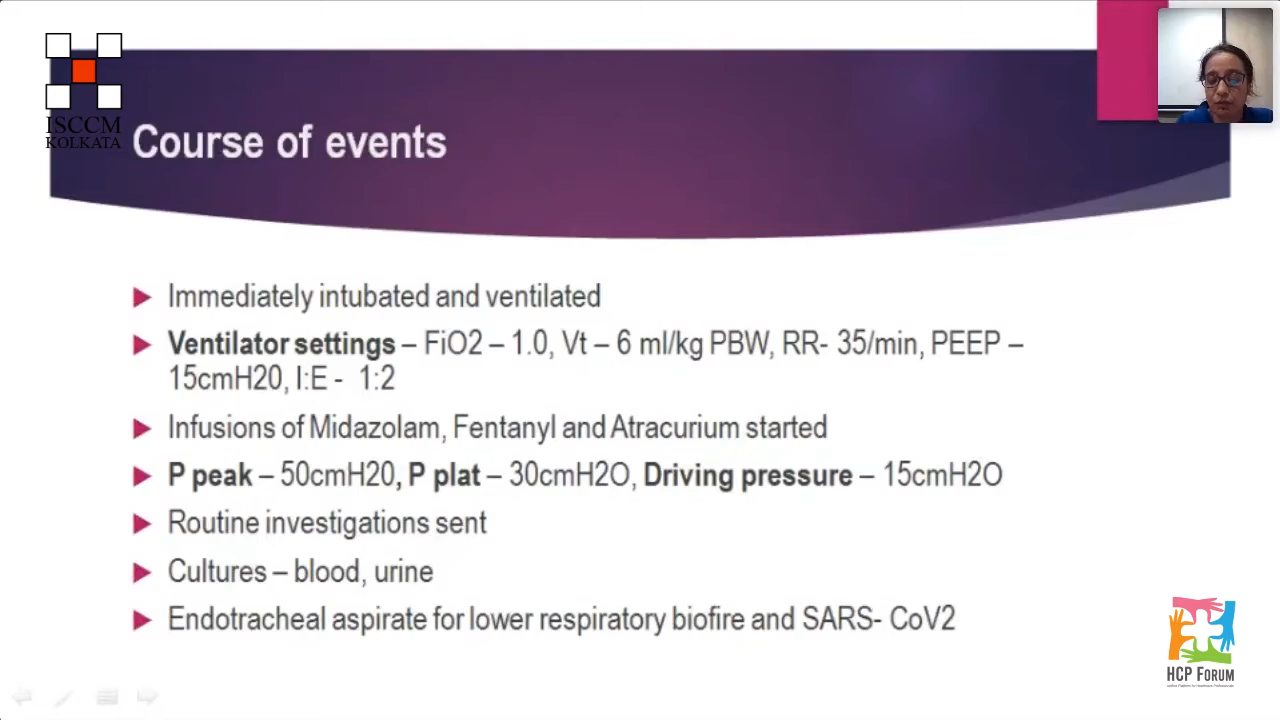 ISCCM
KOLKATA
Course of events
Immediately intubated and ventilated
Ventilator settings – FiO2 – 1.0, Vt – 6 ml/kg PBW, RR- 35/min, PEEP –
15cmH20, I:E - 1:2
Infusions of Midazolam, Fentanyl and Atracurium started
P peak – 50cmH20, P plat – 30cmH2O, Driving pressure – 15cmH2O
Routine investigations sent
Cultures – blood, urine
Endotracheal aspirate for lower respiratory biofire and SARS- CoV2
HCP FORUM